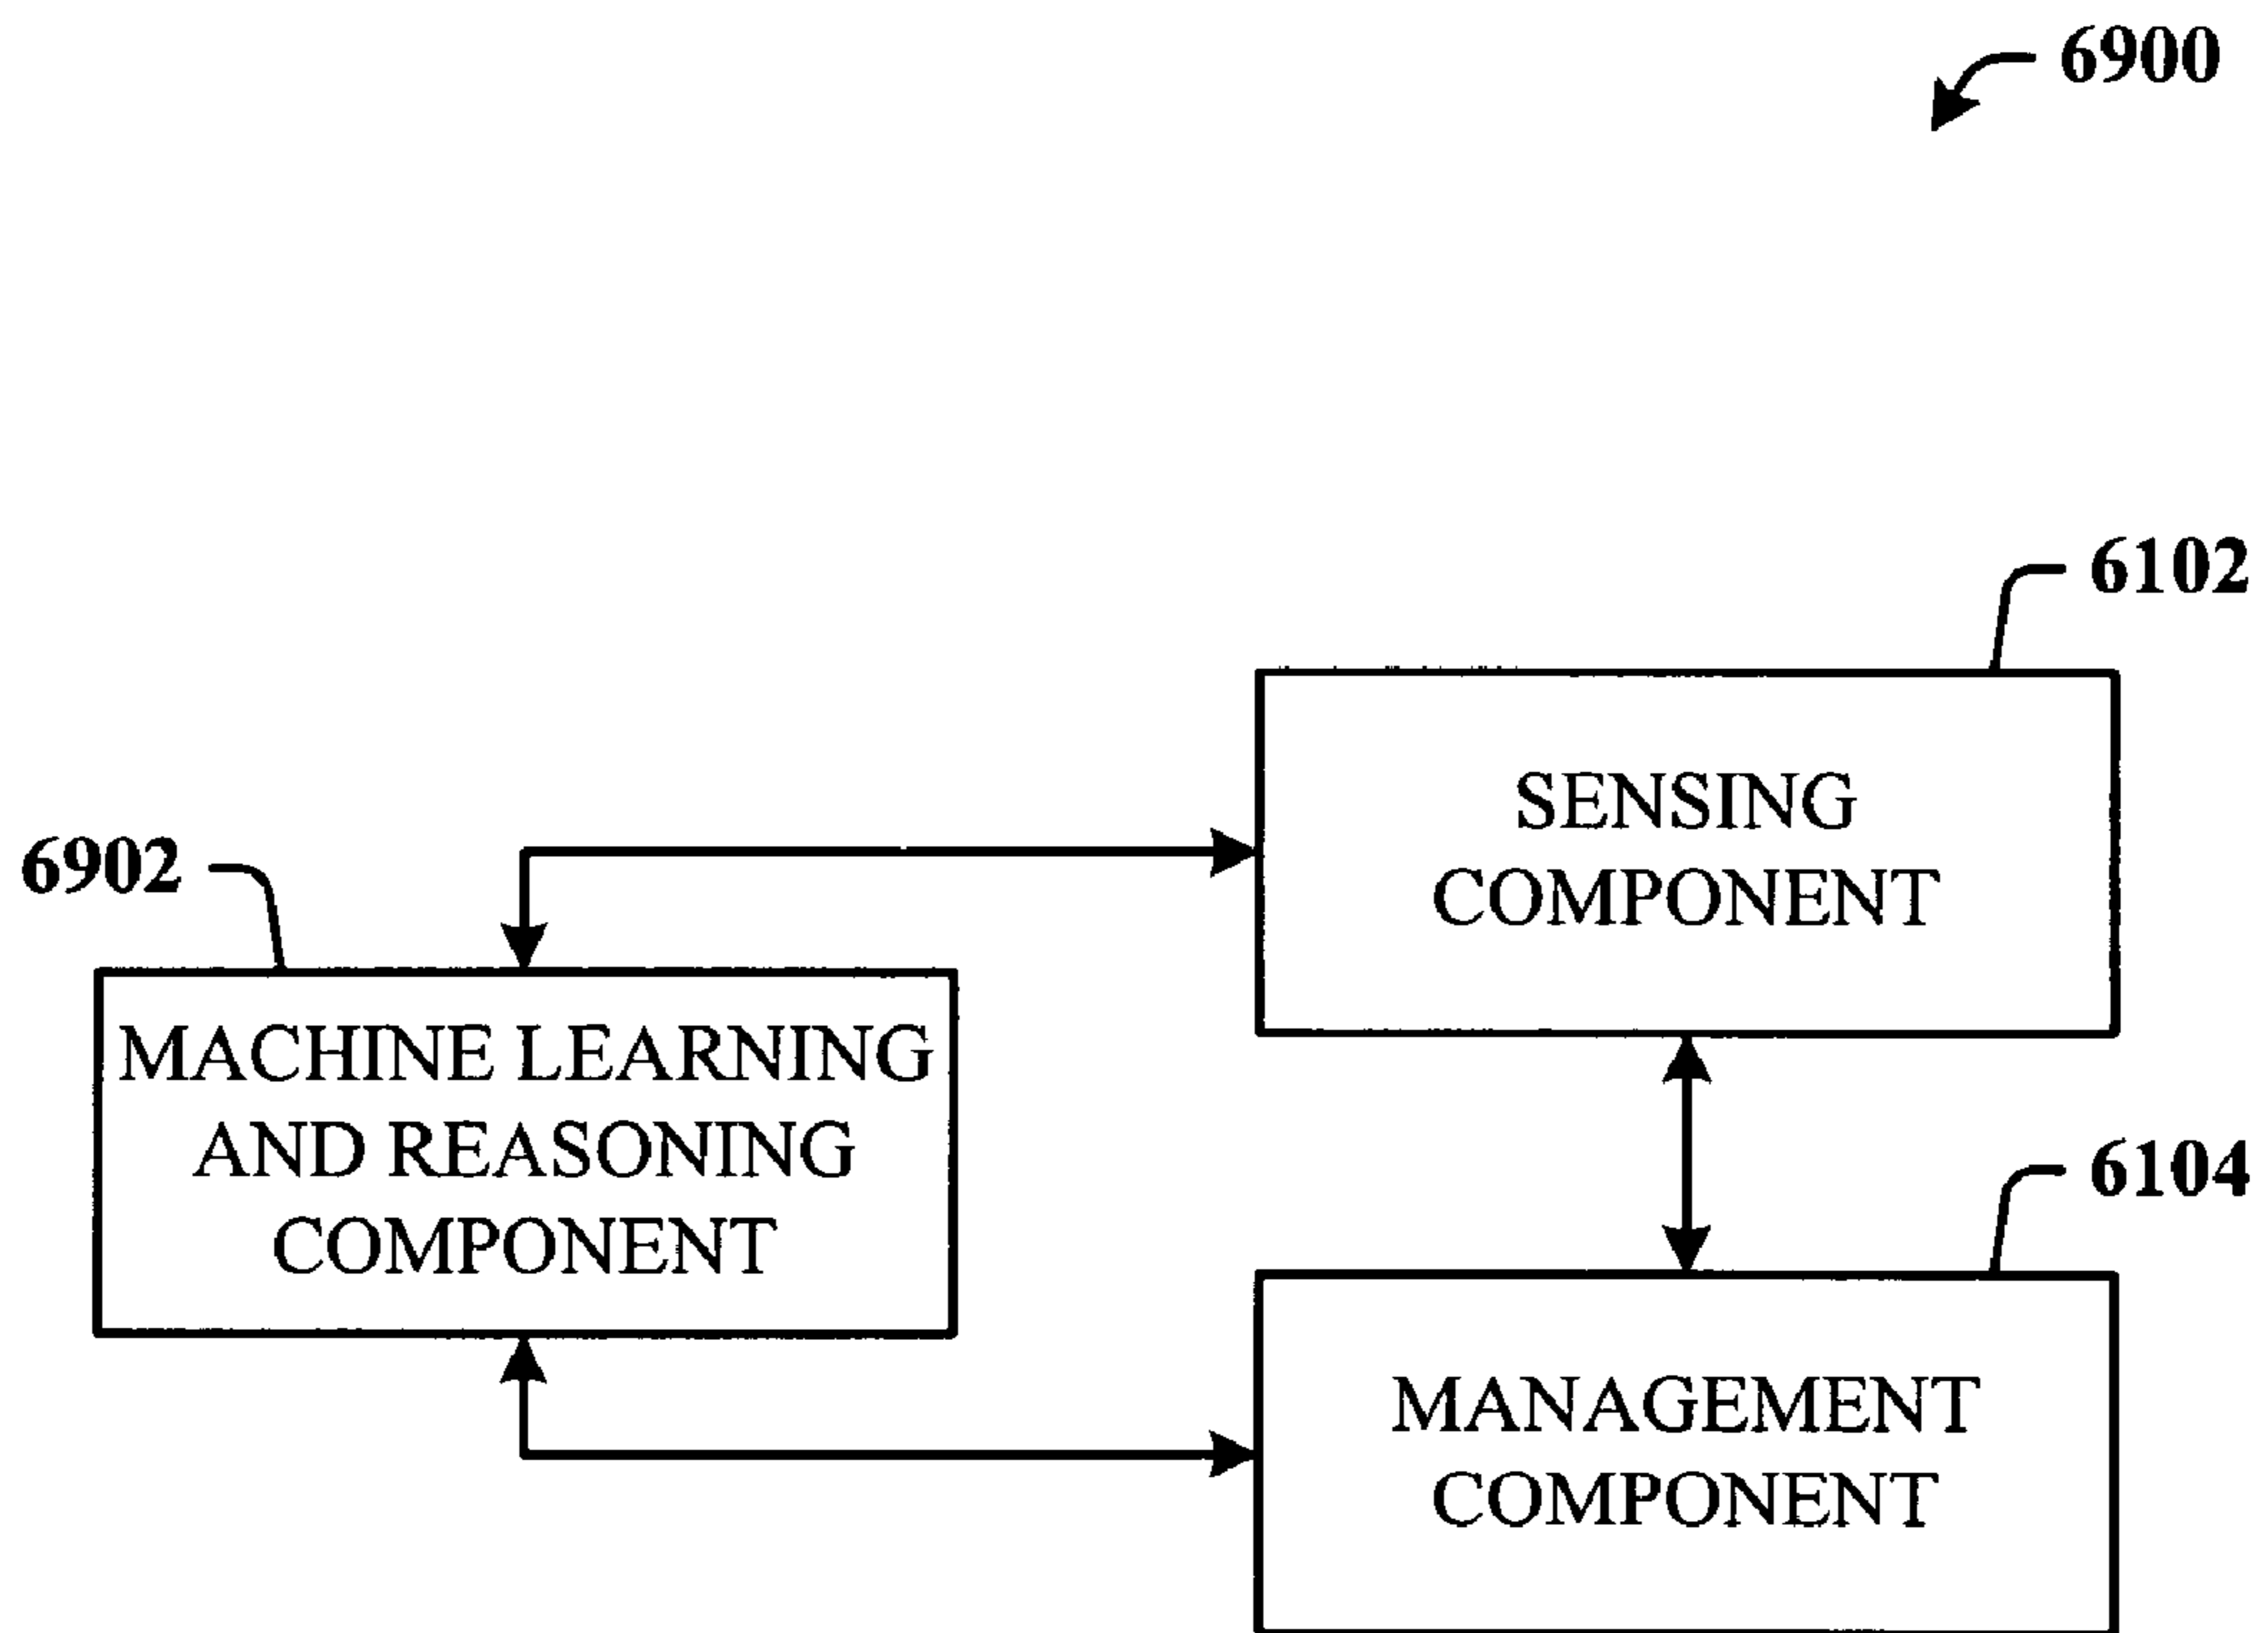 6900
6102
SENSING
COMPONENT
6902
MACHINE LEARNING
AND REASONING
COMPONENT
6104
MANAGEMENT
COMPONENT